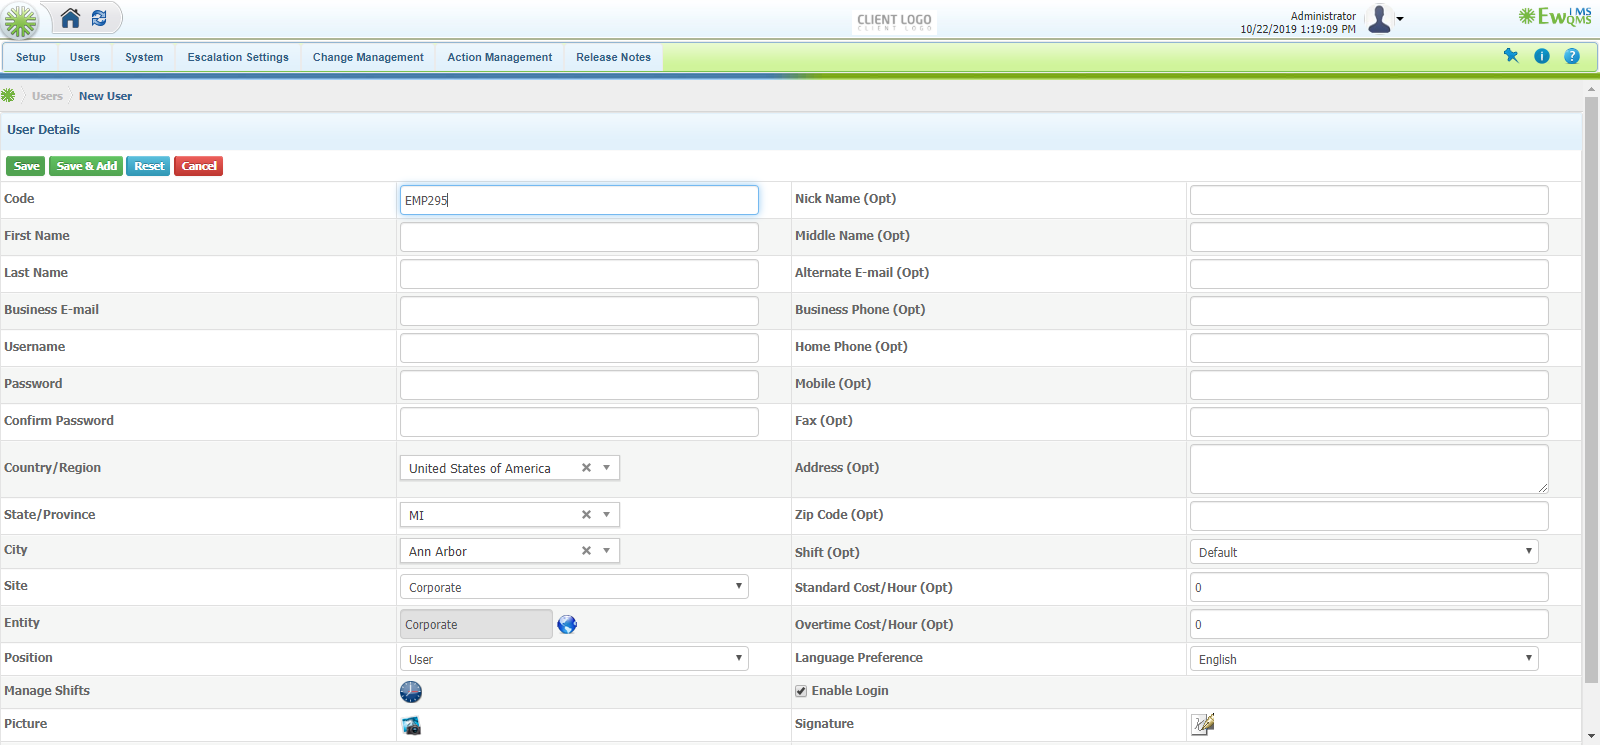 CLIENT LOGO
Administrator
10/22/2019 1:19:09 PM
EwQIMS
Setup Users System Escalation Settings Change Management Action Management Release Notes
Users New User
User Details
Save Save & Add Reset Cancel
Code EMP295 Nick Name (Opt)
First Name Middle Name (Opt)
Last Name Alternate E-mail (Opt)
Business E-mail Business Phone (Opt)
Username Home Phone (Opt)
Password Mobile (Opt)
Confirm Password Fax (Opt)
Country/Region United States of America Address (Opt)
State/Province MI Zip Code (Opt)
City Ann Arbor Shift (Opt) Default
Site Corporate Standard Cost/Hour (Opt) 0
Entity Corporate Overtime Cost/Hour (Opt) 0
Position User Language Preference English
Manage Shifts Enable Login
Picture Signature